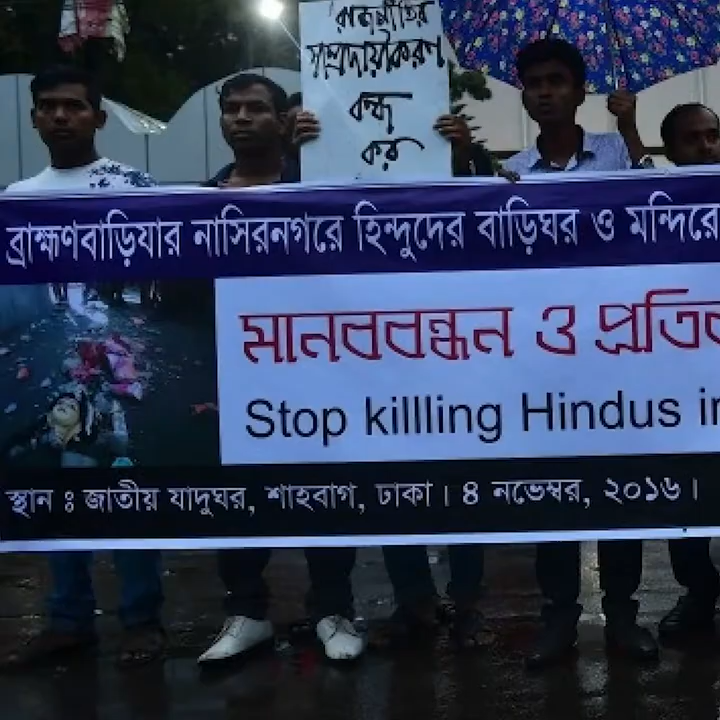 রাজনীতির
সাম্প্রদায়ীকরণ
বন্ধ
কর
ব্রাহ্মণবাড়িযার নাসিরনগরে হিন্দুদের বাড়িঘর ও মন্দিরে
মানববন্ধন ও প্রতিব
Stop killling Hindus in
স্থান ঃ জাতীয় যাদুঘর, শাহবাগ, ঢাকা। ৪ নভেম্বর, ২০১৬।